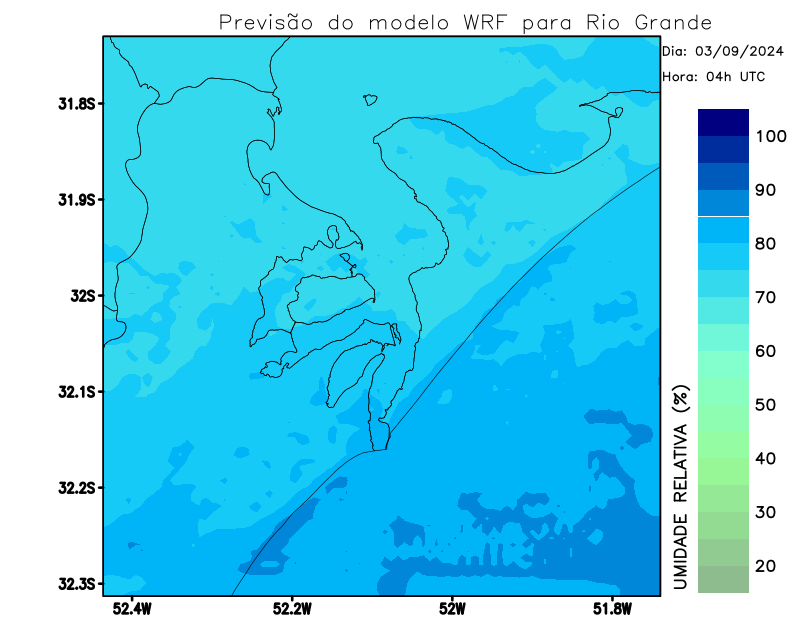 Previsão do modelo WRF para Rio Grande
Dia: 03/09/2024
Hora: 04h UTC
31.8S
31.9S
32S
32.1S
32.2S
32.3S
52.4W
52.2W
52W
51.8W
100
90
80
70
60
50
40
30
20
UMIDADE RELATIVA (%)